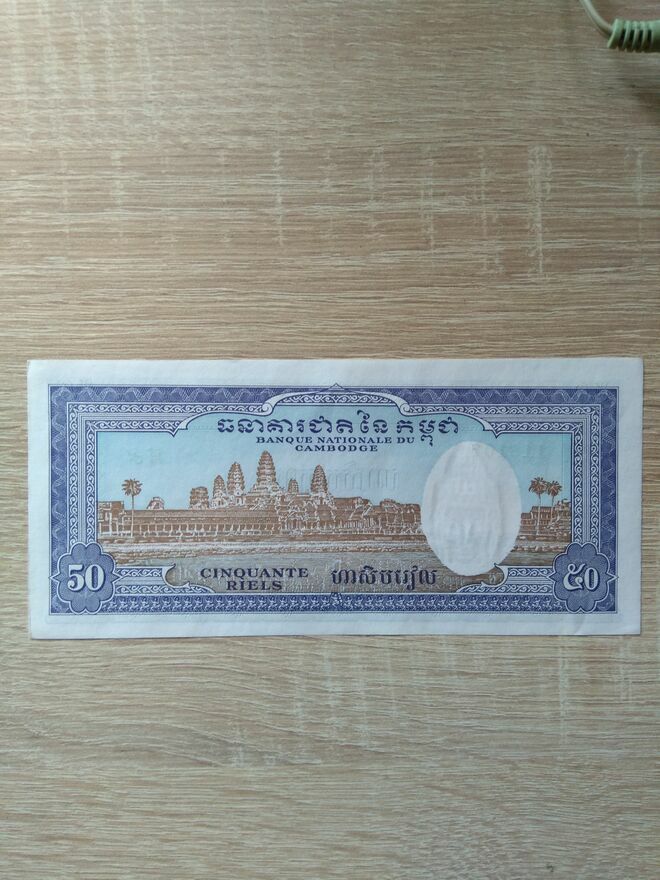 ធនាគារជាតិនៃកម្ពុជា
BANQUE NATIONALE DU
CAMBODGE
50
CINQUANTE
RIELS
ហាសិបរៀល
៥០